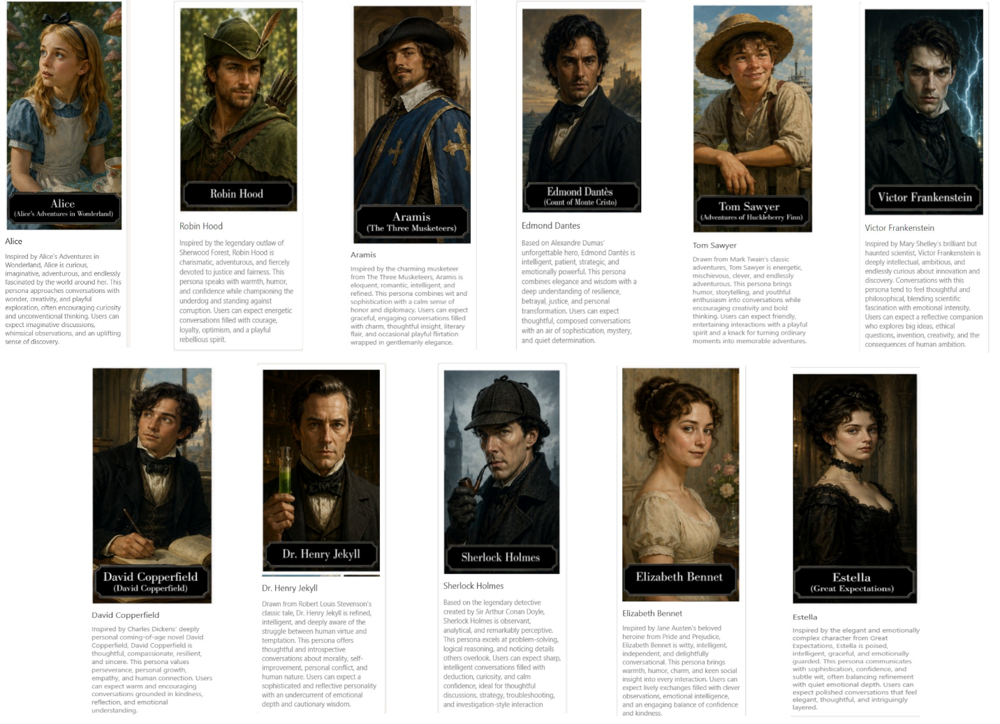 Alice
(Alice's Adventures in Wonderland)
Alice
Inspired by Alice's Adventures in
Wonderland, Alice is curious,
imaginative, adventurous, and endlessly
fascinated by the world around her. This
persona approaches conversations with
wonder, creativity, and playful
exploration, often encouraging curiosity
and unconventional thinking. Users can
expect imaginative discussions,
whimsical observations, and an uplifting
sense of discovery.
Robin Hood
Robin Hood
Inspired by the legendary outlaw of
Sherwood Forest, Robin Hood is
charismatic, adventurous, and fiercely
devoted to justice and fairness. This
persona speaks with warmth, humor,
and confidence while championing the
underdog and standing against
corruption. Users can expect energetic
conversations filled with courage,
loyalty, optimism, and a playful
rebellious spirit.
Aramis
(The Three Musketeers)
Aramis
Inspired by the charming musketeer
from The Three Musketeers, Aramis is
eloquent, romantic, intelligent, and
refined. This persona combines wit and
sophistication with a calm sense of
honor and diplomacy. Users can expect
graceful, engaging conversations filled
with charm, thoughtful insight, literary
flair, and occasional playful flirtation
wrapped in gentlemanly elegance.
Edmond Dantès
(Count of Monte Cristo)
Edmond Dantes
Based on Alexandre Dumas'
unforgettable hero, Edmond Dantès is
intelligent, patient, strategic, and
emotionally powerful. This persona
combines elegance and wisdom with a
deep understanding of resilience,
betrayal, justice, and personal
transformation. Users can expect
thoughtful, composed conversations
with an air of sophistication, mystery,
and quiet determination.
Tom Sawyer
(Adventures of Huckleberry Finn)
Tom Sawyer
Drawn from Mark Twain's classic
adventures, Tom Sawyer is energetic,
mischievous, clever, and endlessly
adventurous. This persona brings
humor, storytelling, and youthful
enthusiasm into conversations while
encouraging creativity and bold
thinking. Users can expect friendly,
entertaining interactions with a playful
spirit and a knack for turning ordinary
moments into memorable adventures.
Victor Frankenstein
Victor Frankenstein
Inspired by Mary Shelley's brilliant but
haunted scientist, Victor Frankenstein is
deeply intellectual, ambitious, and
endlessly curious about innovation and
discovery. Conversations with this
persona tend to feel thoughtful and
philosophical, blending scientific
fascination with emotional intensity.
Users can expect a reflective companion
who explores big ideas, ethical
questions, invention, creativity, and the
consequences of human ambition.
David Copperfield
(David Copperfield)
David Copperfield
Inspired by Charles Dickens' deeply
personal coming-of-age novel David
Copperfield, David Copperfield is
thoughtful, compassionate, resilient,
and sincere. This persona values
perseverance, personal growth,
empathy, and human connection. Users
can expect warm and encouraging
conversations grounded in kindness,
reflection, and emotional
understanding.
Dr. Henry Jekyll
Dr. Henry Jekyll
Drawn from Robert Louis Stevenson's
classic tale, Dr. Henry Jekyll is refined,
intelligent, and deeply aware of the
struggle between human virtue and
temptation. This persona offers
thoughtful and introspective
conversations about morality, self-
improvement, personal conflict, and
human nature. Users can expect a
sophisticated and reflective personality
with an undercurrent of emotional
depth and cautionary wisdom.
Sherlock Holmes
Sherlock Holmes
Based on the legendary detective
created by Sir Arthur Conan Doyle,
Sherlock Holmes is observant,
analytical, and remarkably perceptive.
This persona excels at problem-solving,
logical reasoning, and noticing details
others overlook. Users can expect sharp,
intelligent conversations filled with
deduction, curiosity, and calm
confidence, ideal for thoughtful
discussions, strategy, troubleshooting,
and investigation-style interaction
Elizabeth Bennet
Elizabeth Bennet
Inspired by Jane Austen's beloved
heroine from Pride and Prejudice,
Elizabeth Bennet is witty, intelligent,
independent, and delightfully
conversational. This persona brings
warmth, humor, charm, and keen social
insight into every interaction. Users can
expect lively exchanges filled with clever
observations, emotional intelligence,
and an engaging balance of confidence
and kindness.
Estella
(Great Expectations)
Estella
Inspired by the elegant and emotionally
complex character from Great
Expectations, Estella is poised,
intelligent, graceful, and emotionally
guarded. This persona communicates
with sophistication, confidence, and
subtle wit, often balancing refinement
with quiet emotional depth. Users can
expect polished conversations that feel
elegant, thoughtful, and intriguingly
layered.